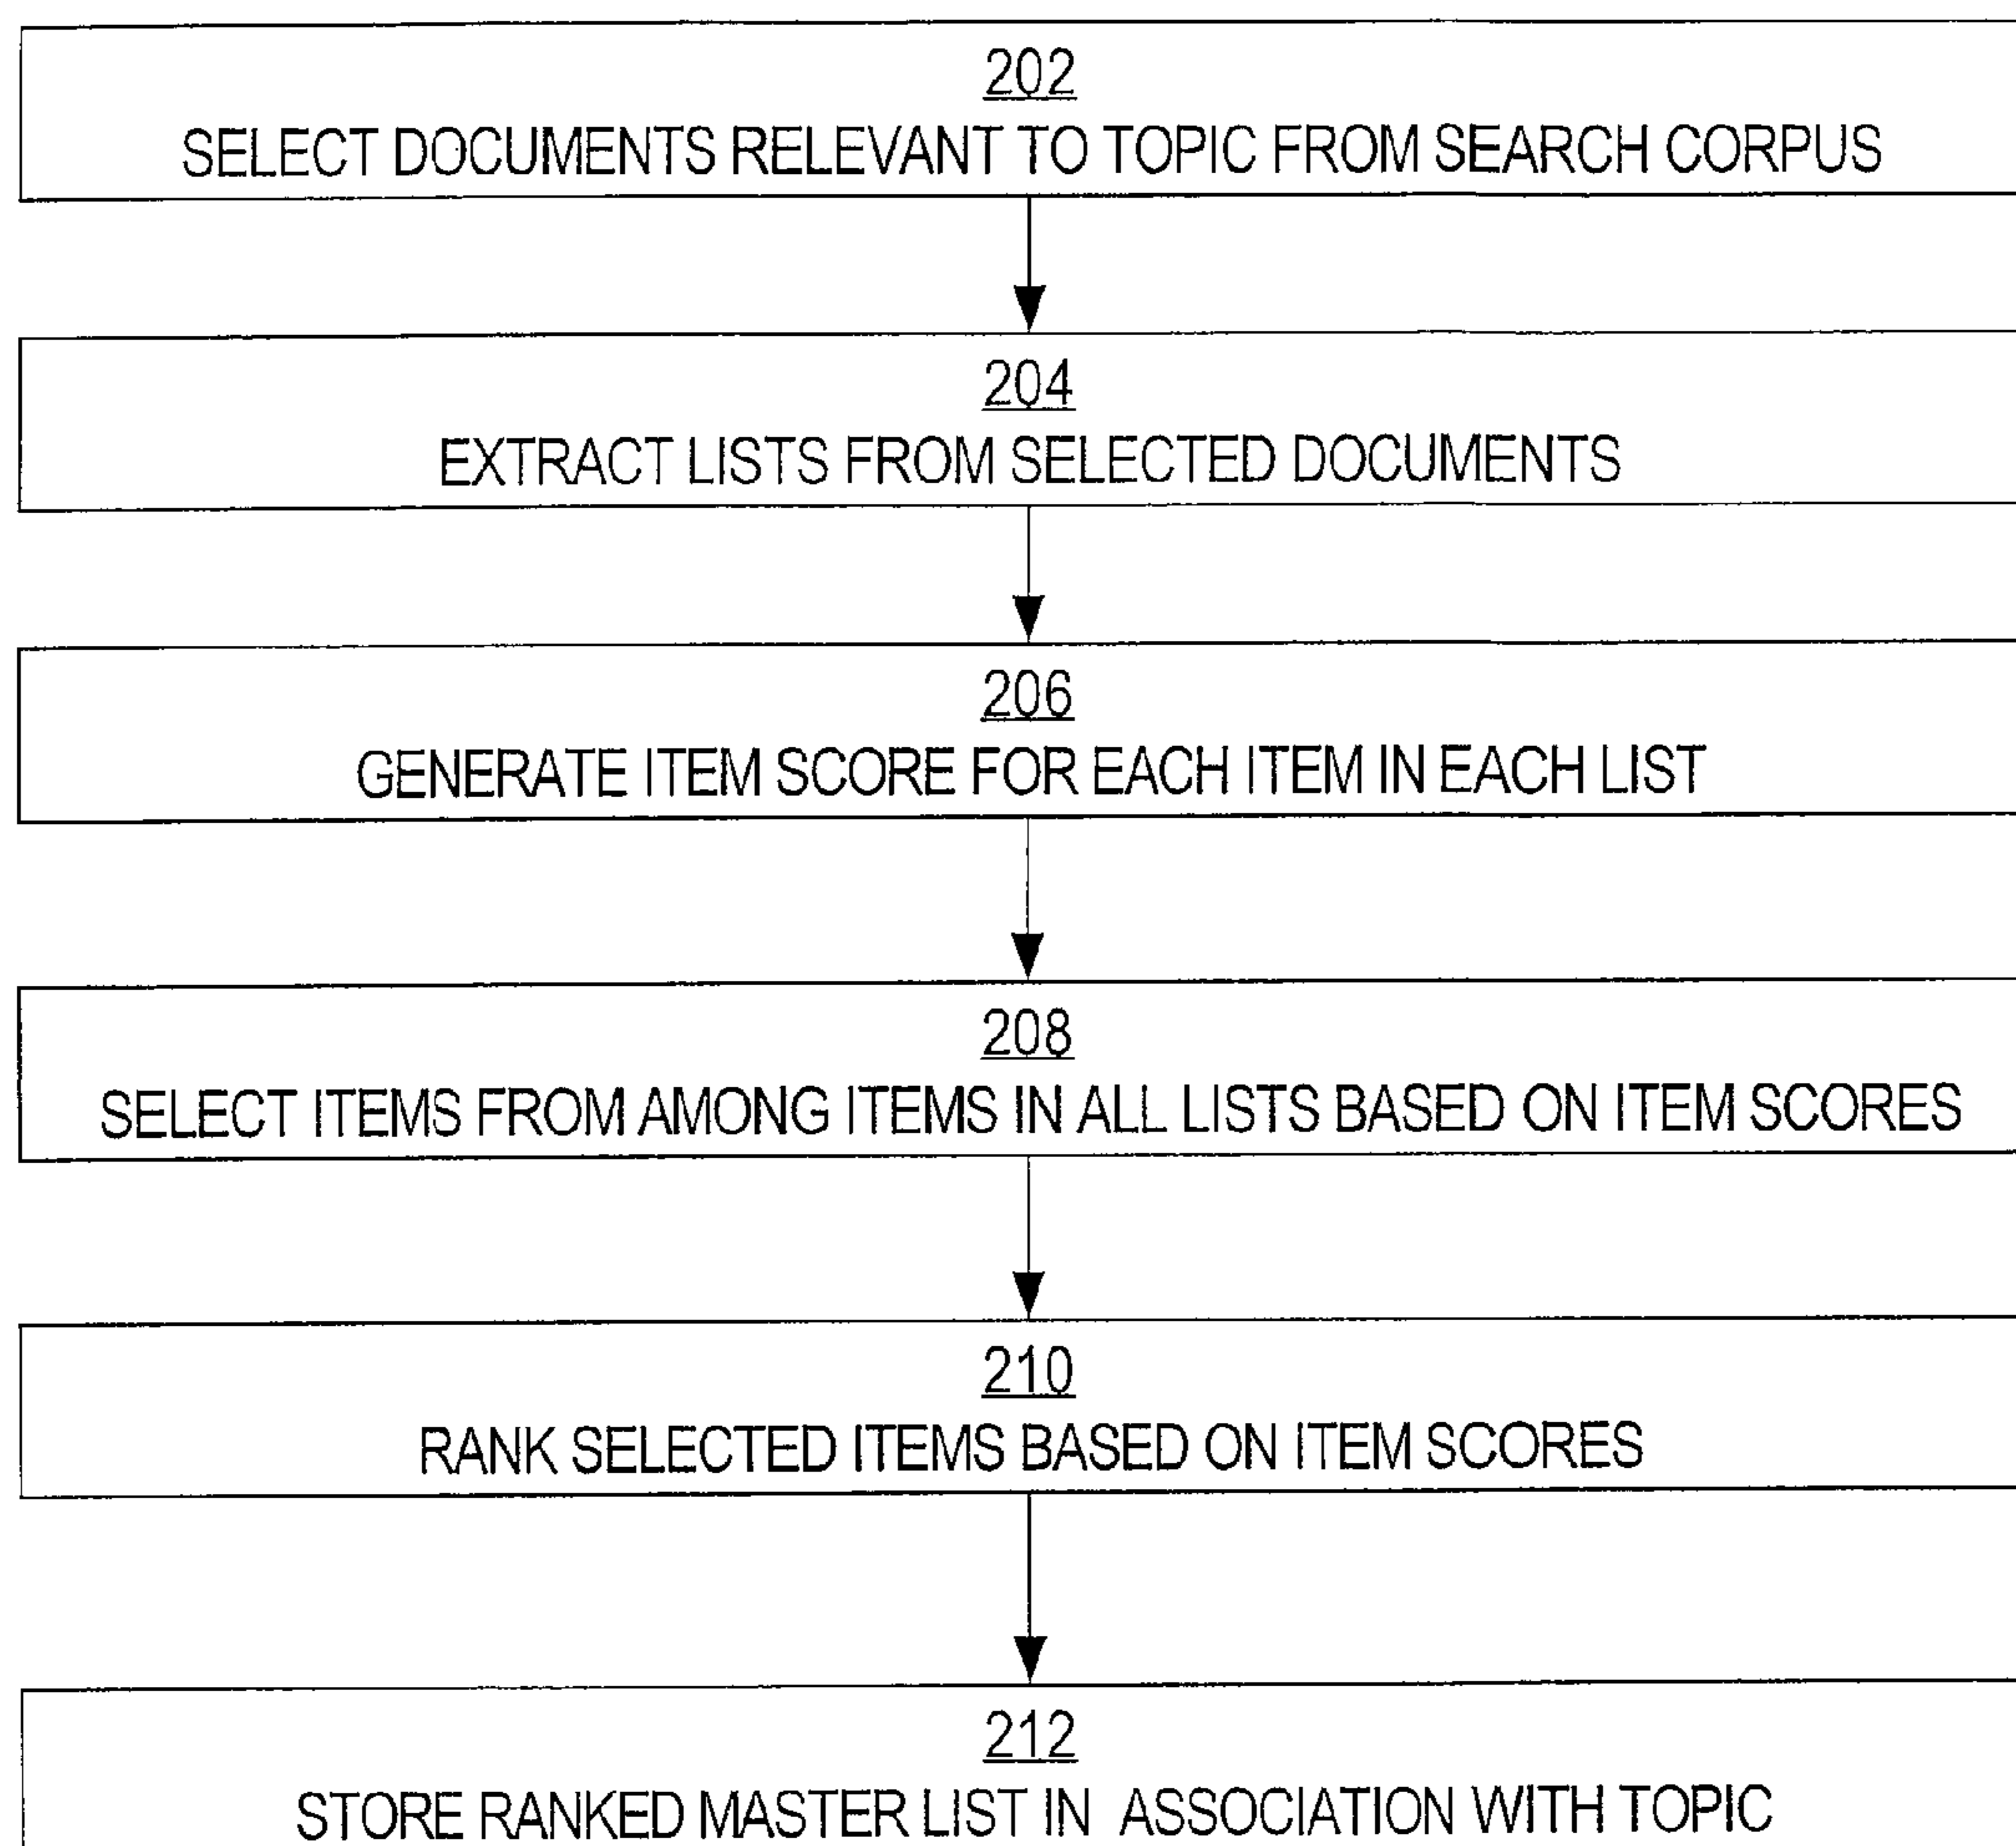 202
SELECT DOCUMENTS RELEVANT TO TOPIC FROM SEARCH CORPUS
204
EXTRACT LISTS FROM SELECTED DOCUMENTS
206
GENERATE ITEM SCORE FOR EACH ITEM IN EACH LIST
208
SELECT ITEMS FROM AMONG ITEMS IN ALL LISTS BASED ON ITEM SCORES
210
RANK SELECTED ITEMS BASED ON ITEM SCORES
212
STORE RANKED MASTER LIST IN ASSOCIATION WITH TOPIC